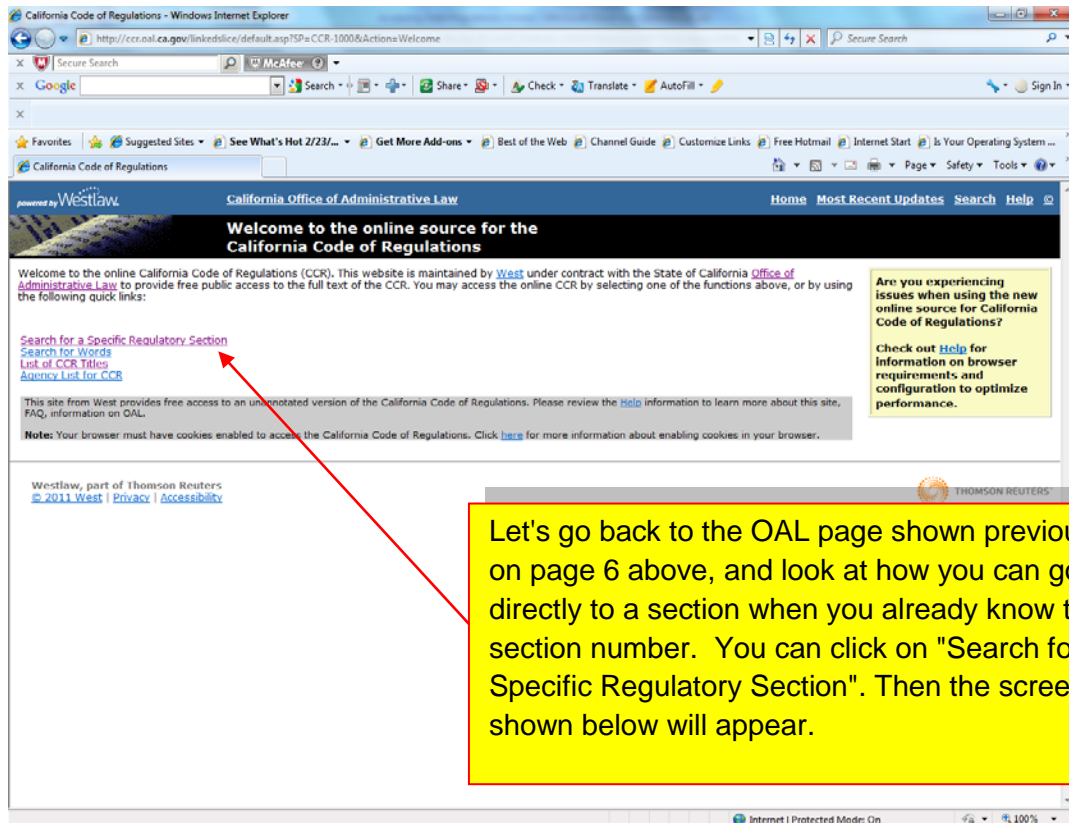 California Code of Regulations - Windows Internet Explorer
http://ccr.oal.ca.gov/linkedslice/default.asp?SP=CCR-1000&Action=Welcome
Secure Search
x Secure Search McAfee
x Google Search Share Check Translate AutoFill Sign In
x
Favorites Suggested Sites See What's Hot 2/23/... Get More Add-ons Best of the Web Channel Guide Customize Links Free Hotmail Internet Start Is Your Operating System ...
California Code of Regulations Page Safety Tools
powered by Westlaw. California Office of Administrative Law Home Most Recent Updates Search Help ©
Welcome to the online source for the
California Code of Regulations
Welcome to the online California Code of Regulations (CCR). This website is maintained by West under contract with the State of California Office of
Administrative Law to provide free public access to the full text of the CCR. You may access the online CCR by selecting one of the functions above, or by using
the following quick links:
Search for a Specific Regulatory Section
Search for Words
List of CCR Titles
Agency List for CCR
This site from West provides free access to an unannotated version of the California Code of Regulations. Please review the Help information to learn more about this site,
FAQ, information on OAL.
Note: Your browser must have cookies enabled to access the California Code of Regulations. Click here for more information about enabling cookies in your browser.
Are you experiencing
issues when using the new
online source for California
Code of Regulations?
Check out Help for
information on browser
requirements and
configuration to optimize
performance.
Westlaw, part of Thomson Reuters
© 2011 West | Privacy | Accessibility
THOMSON REUTERS
Let's go back to the OAL page shown previou
on page 6 above, and look at how you can go
directly to a section when you already know t
section number. You can click on "Search fo
Specific Regulatory Section". Then the scree
shown below will appear.
Internet | Protected Mode: On 100%